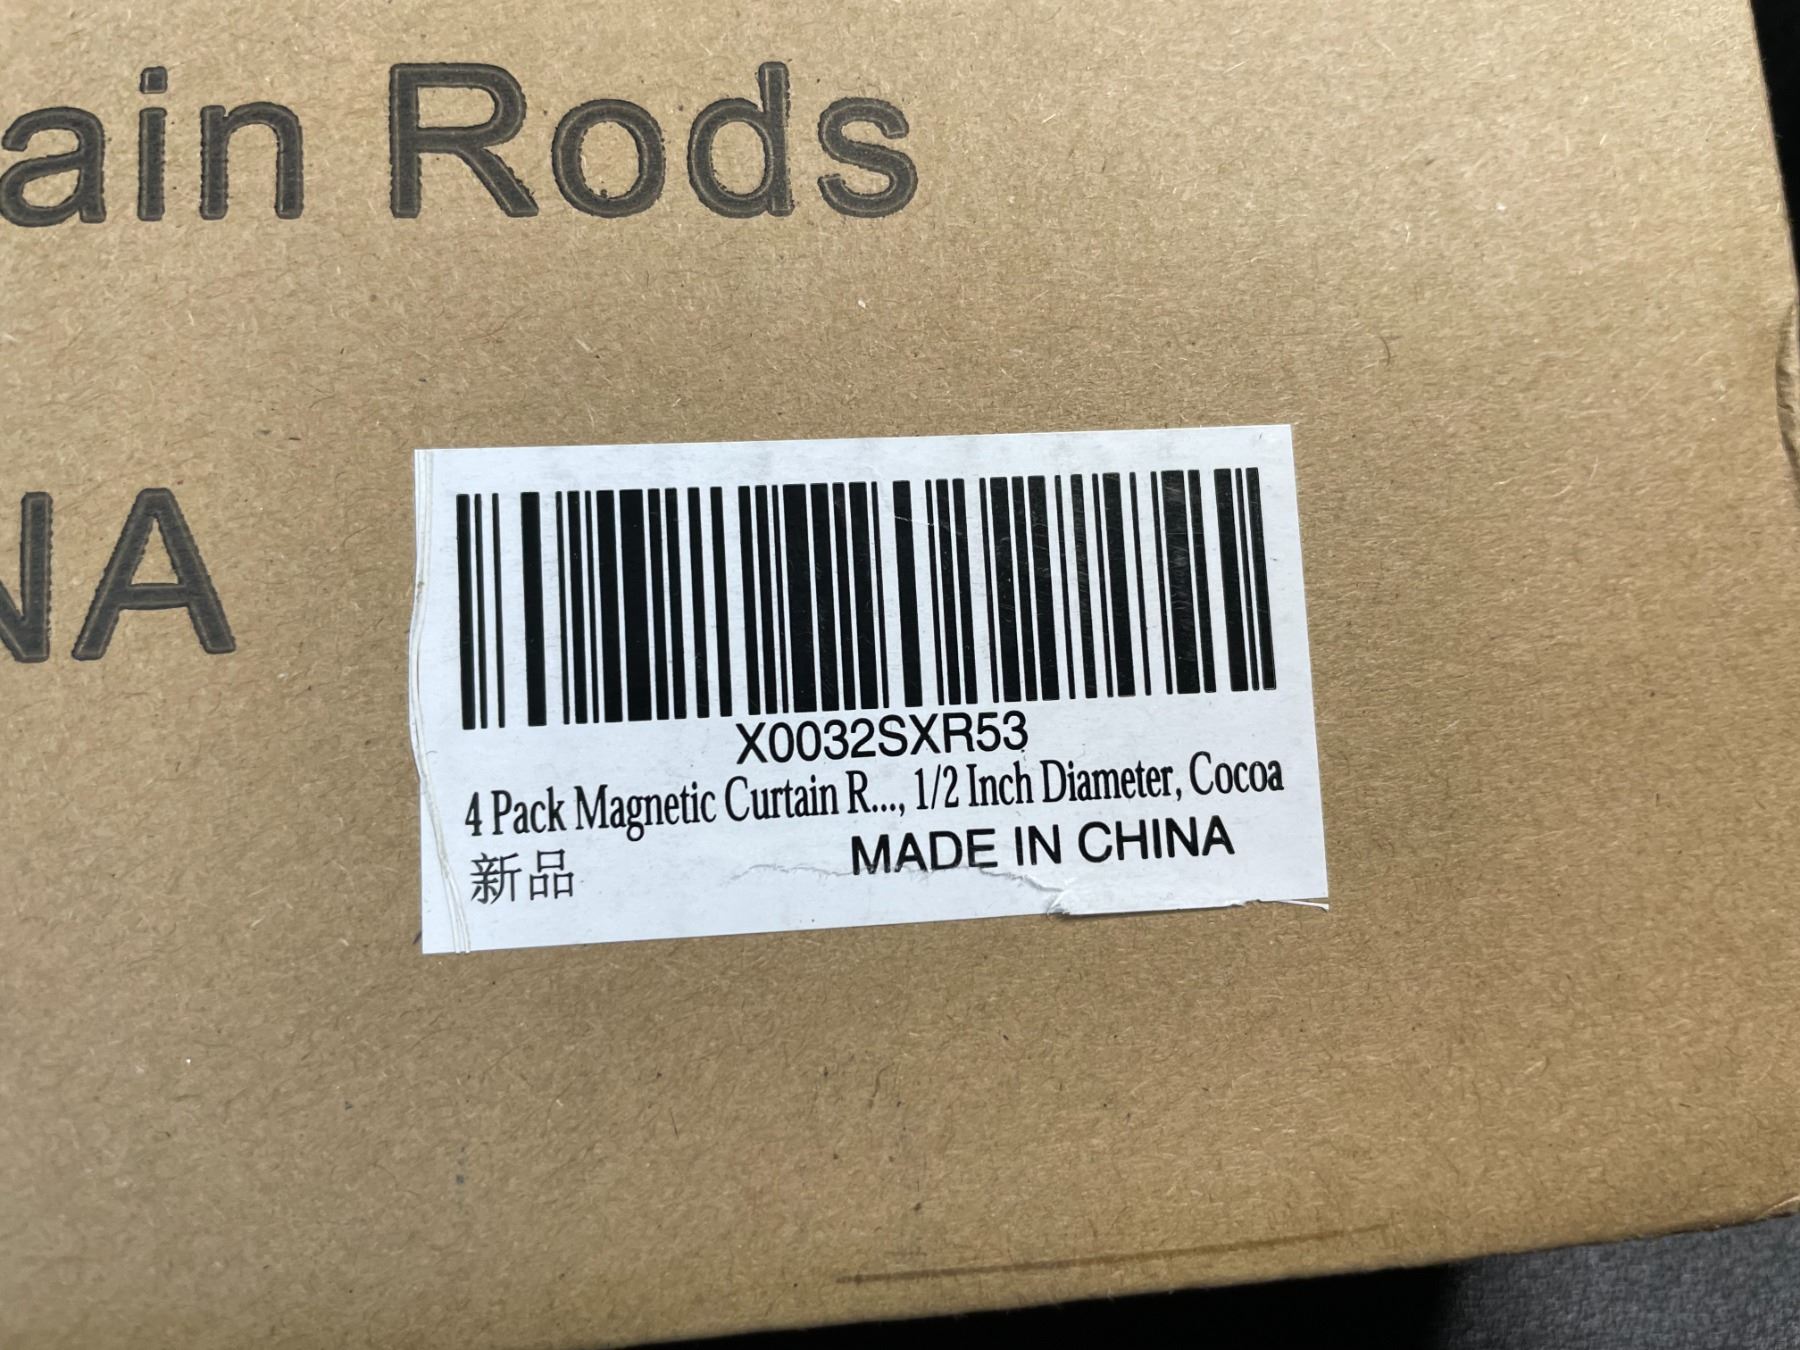 ain Rods
NA
X0032SXR53
4 Pack Magnetic Curtain R..., 1/2 Inch Diameter, Cocoa
新品
MADE IN CHINA